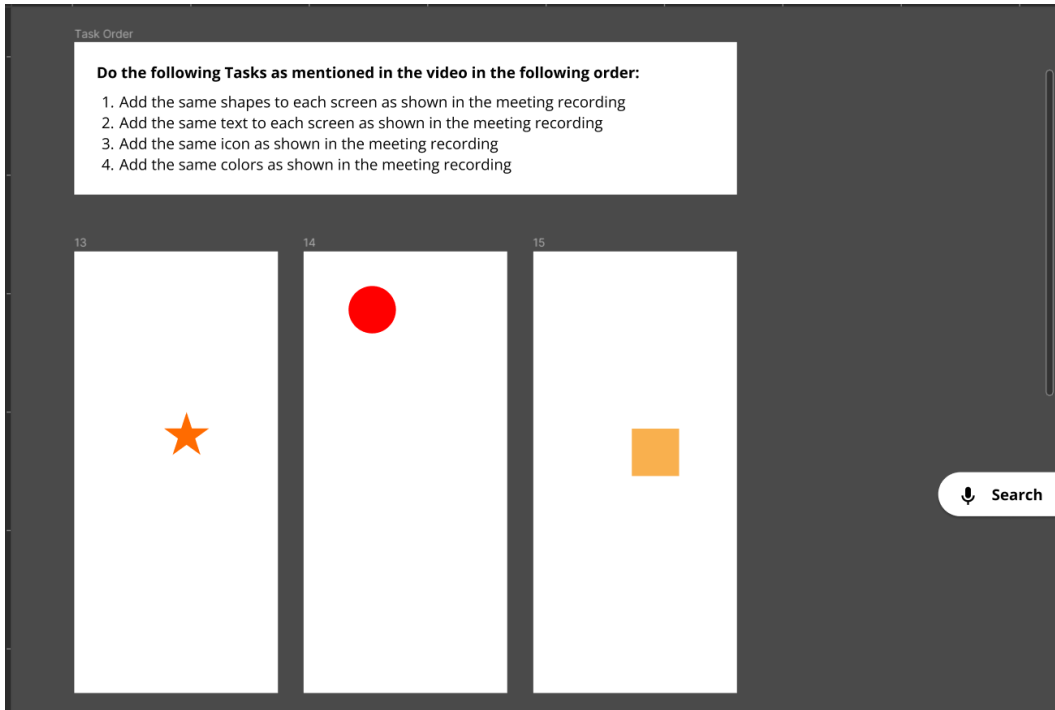 Task Order
Do the following Tasks as mentioned in the video in the following order:
1. Add the same shapes to each screen as shown in the meeting recording
2. Add the same text to each screen as shown in the meeting recording
3. Add the same icon as shown in the meeting recording
4. Add the same colors as shown in the meeting recording
13
14
15
Search